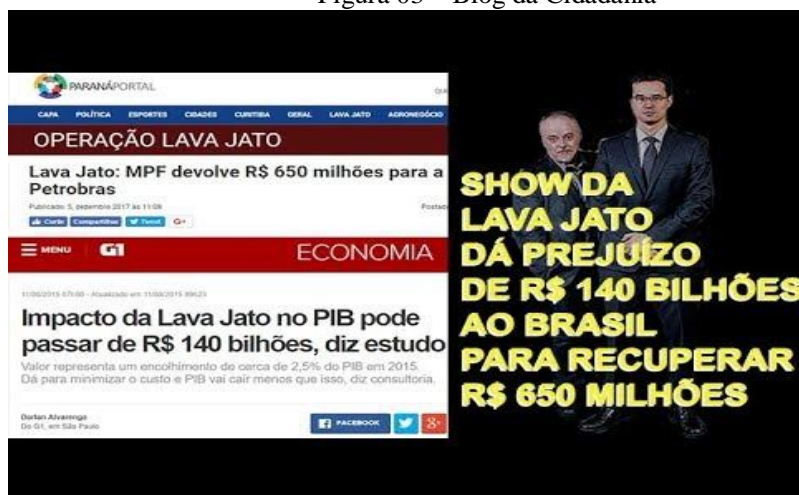 Figura 03 – Blog da Cidadania
PARANÁPORTAL
CAPA POLÍTICA ESPORTES CIDADES CURITIBA GERAL LAVA JATO AGRONEGÓCIO
OPERAÇÃO LAVA JATO
Lava Jato: MPF devolve R$ 650 milhões para a
Petrobras
Publicado: 5, dezembro 2017 às 11:08
Curtir Compartilhar Tweet G+
MENU G1 ECONOMIA
Impacto da Lava Jato no PIB pode
passar de R$ 140 bilhões, diz estudo
Valor representa um encolhimento de cerca de 2,5% do PIB em 2015.
Dá para minimizar o custo e PIB vai cair menos que isso, diz consultoria.
Darlan Alvarenga
Do G1, em São Paulo
FACEBOOK
SHOW DA
LAVA JATO
DÁ PREJUÍZO
DE R$ 140 BILHÕES
AO BRASIL
PARA RECUPERAR
R$ 650 MILHÕES